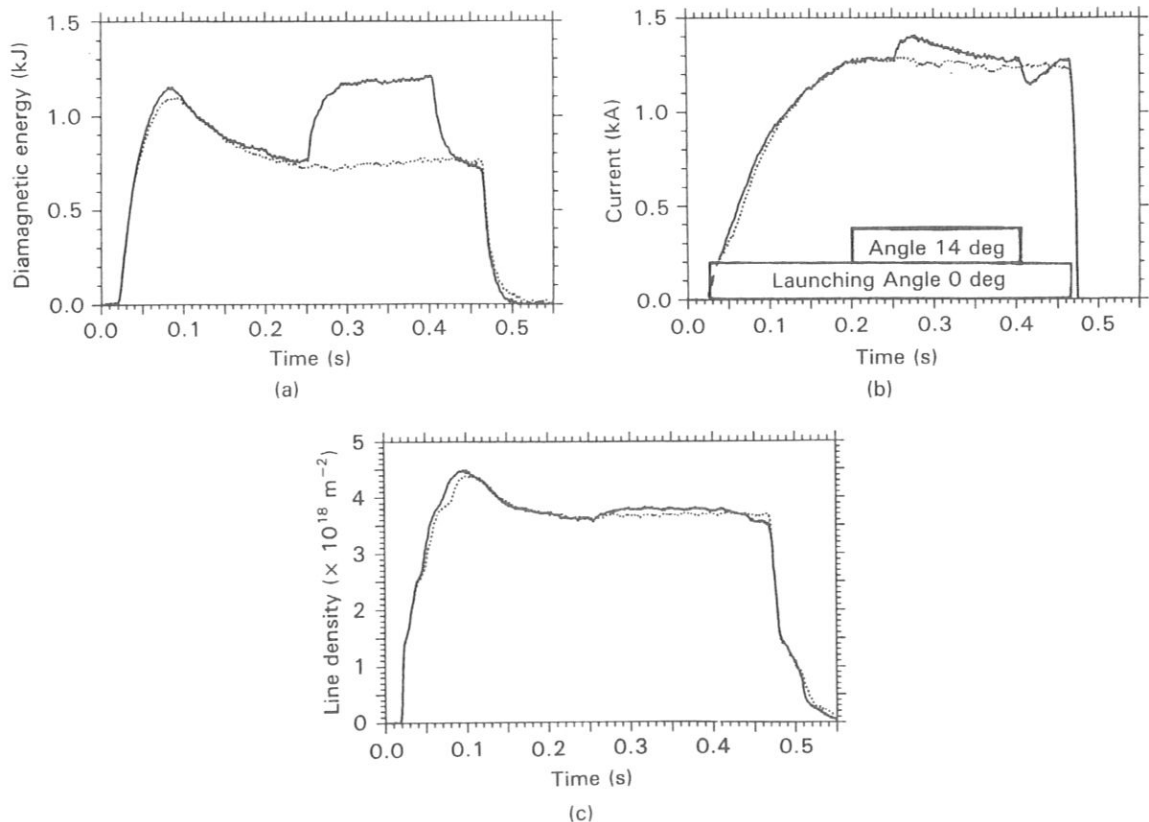 1.5
1.0
0.5
0.0
Diamagnetic energy (kJ)
0.0 0.1 0.2 0.3 0.4 0.5
Time (s)
(a)
1.5
1.0
0.5
0.0
Current (kA)
Angle 14 deg
Launching Angle 0 deg
0.0 0.1 0.2 0.3 0.4 0.5
Time (s)
(b)
5
4
3
2
1
0
Line density (× 10¹⁸ m⁻²)
0.0 0.1 0.2 0.3 0.4 0.5
Time (s)
(c)